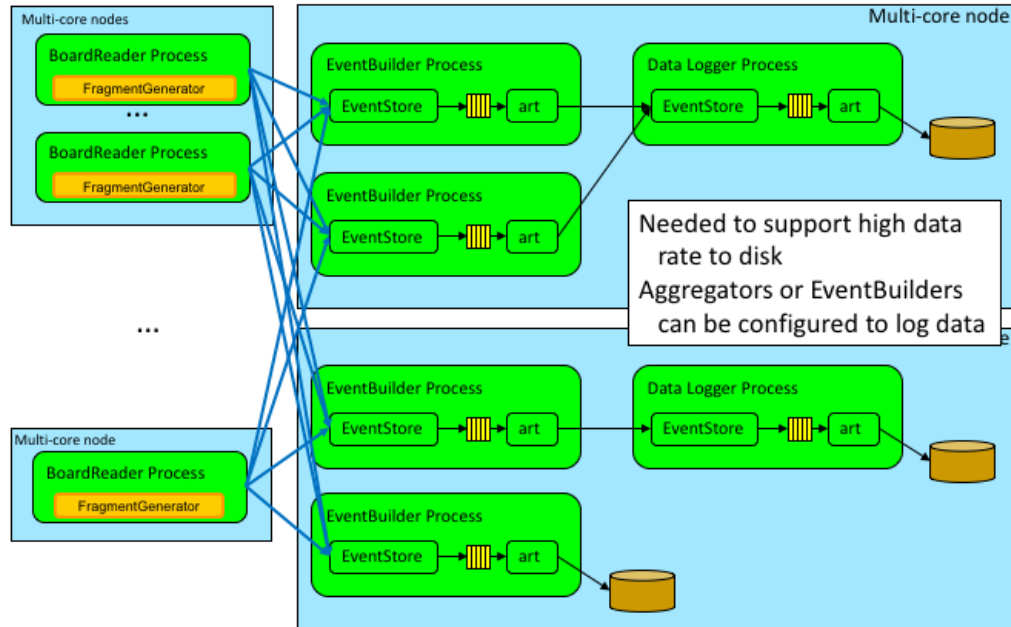 Multi-core nodes
BoardReader Process
FragmentGenerator
...
BoardReader Process
FragmentGenerator
...
Multi-core node
BoardReader Process
FragmentGenerator
Multi-core node
EventBuilder Process
EventStore
art
Data Logger Process
EventStore
art
EventBuilder Process
EventStore
art
Needed to support high data
rate to disk
Aggregators or EventBuilders
can be configured to log data
EventBuilder Process
EventStore
art
Data Logger Process
EventStore
art
EventBuilder Process
EventStore
art